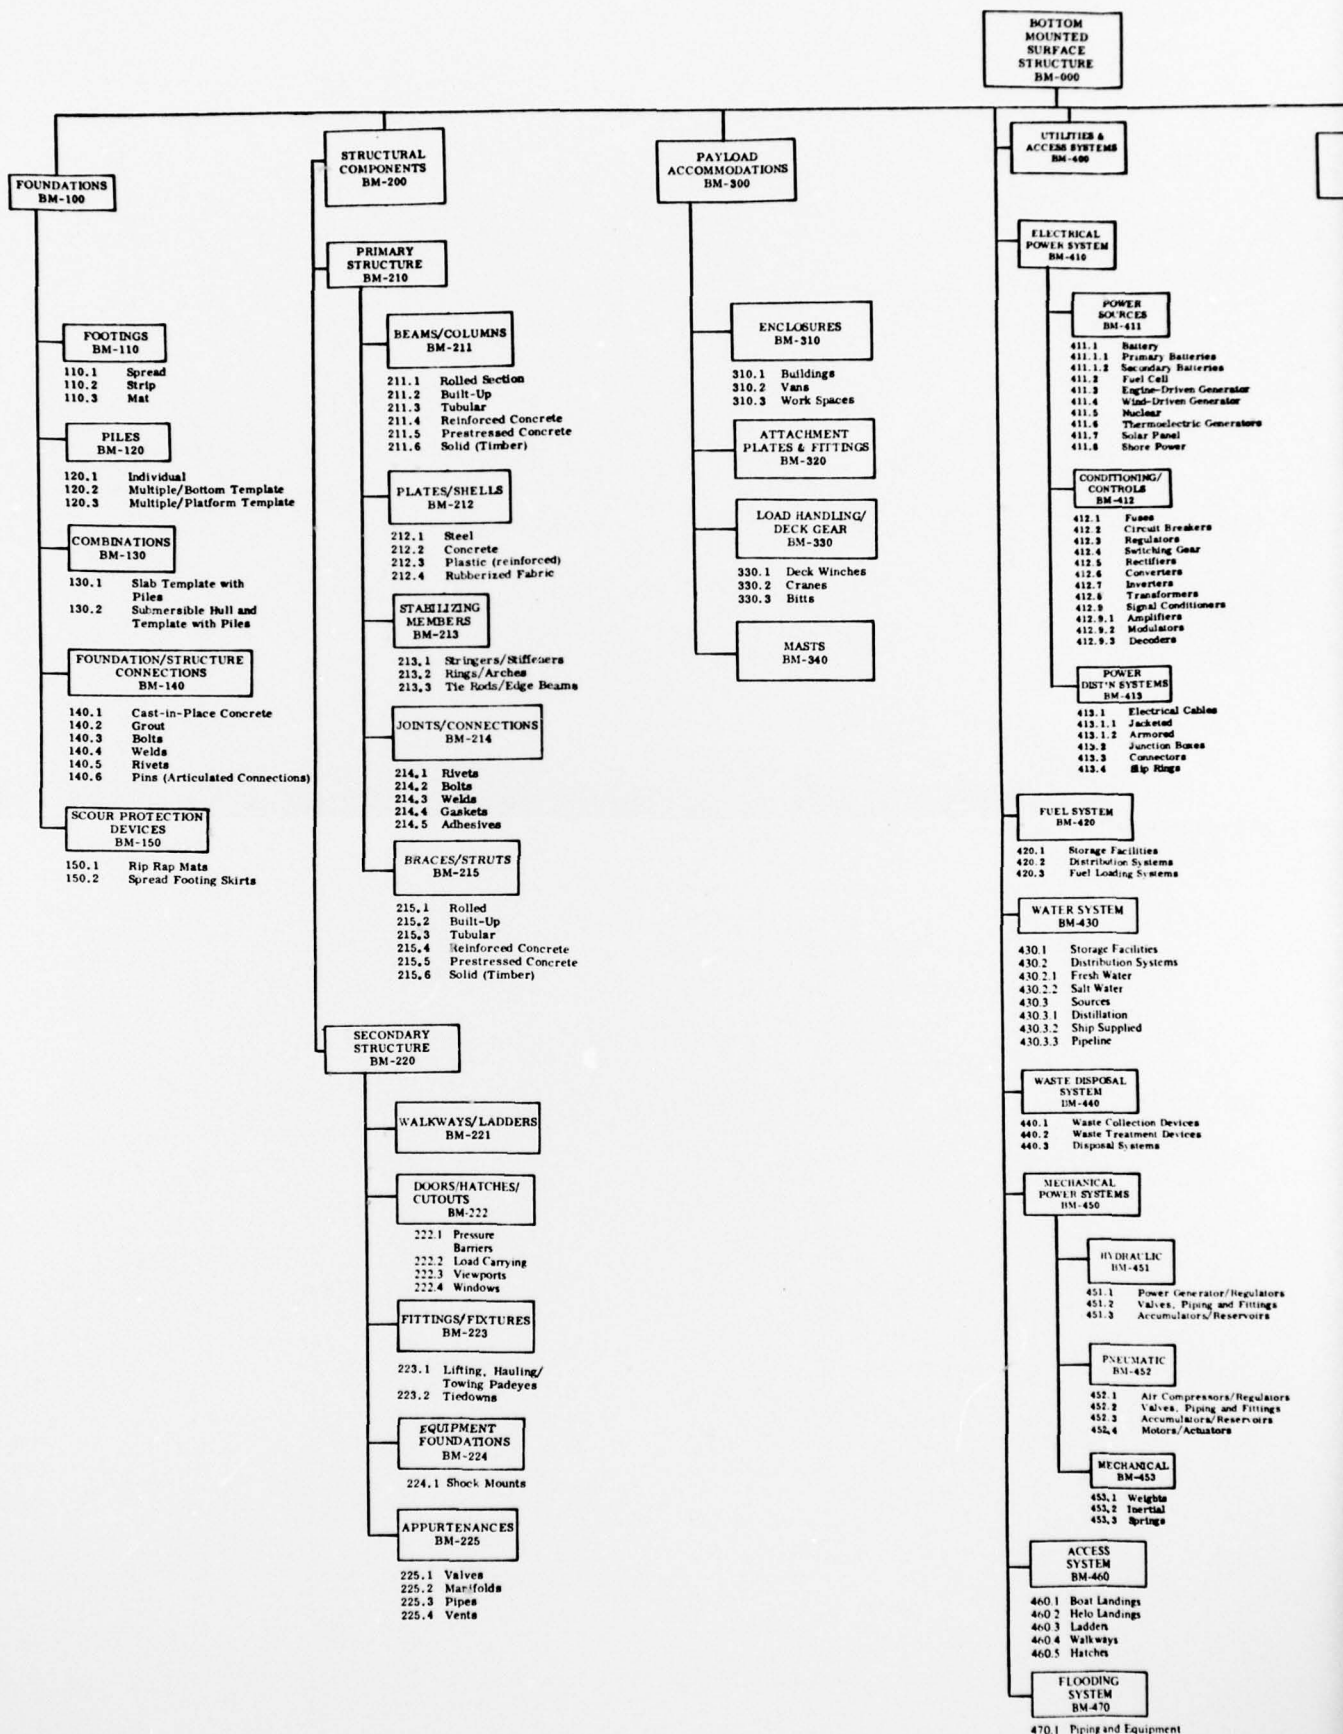 BOTTOM
MOUNTED
SURFACE
STRUCTURE
BM-000
FOUNDATIONS
BM-100
FOOTINGS
BM-110
110.1 Spread
110.2 Strip
110.3 Mat
PILES
BM-120
120.1 Individual
120.2 Multiple/Bottom Template
120.3 Multiple/Platform Template
COMBINATIONS
BM-130
130.1 Slab Template with
Piles
130.2 Submersible Hull and
Template with Piles
FOUNDATION/STRUCTURE
CONNECTIONS
BM-140
140.1 Cast-in-Place Concrete
140.2 Grout
140.3 Bolts
140.4 Welds
140.5 Rivets
140.6 Pins (Articulated Connections)
SCOUR PROTECTION
DEVICES
BM-150
150.1 Rip Rap Mats
150.2 Spread Footing Skirts
STRUCTURAL
COMPONENTS
BM-200
PRIMARY
STRUCTURE
BM-210
BEAMS/COLUMNS
BM-211
211.1 Rolled Section
211.2 Built-Up
211.3 Tubular
211.4 Reinforced Concrete
211.5 Prestressed Concrete
211.6 Solid (Timber)
PLATES/SHELLS
BM-212
212.1 Steel
212.2 Concrete
212.3 Plastic (reinforced)
212.4 Rubberized Fabric
STABILIZING
MEMBERS
BM-213
213.1 Stringers/Stiffeners
213.2 Rings/Arches
213.3 Tie Rods/Edge Beams
JOINTS/CONNECTIONS
BM-214
214.1 Rivets
214.2 Bolts
214.3 Welds
214.4 Gaskets
214.5 Adhesives
BRACES/STRUTS
BM-215
215.1 Rolled
215.2 Built-Up
215.3 Tubular
215.4 Reinforced Concrete
215.5 Prestressed Concrete
215.6 Solid (Timber)
SECONDARY
STRUCTURE
BM-220
WALKWAYS/LADDERS
BM-221
DOORS/HATCHES/
CUTOUTS
BM-222
222.1 Pressure
Barriers
222.2 Load Carrying
222.3 Viewports
222.4 Windows
FITTINGS/FIXTURES
BM-223
223.1 Lifting, Hauling/
Towing Padeyes
223.2 Tiedowns
EQUIPMENT
FOUNDATIONS
BM-224
224.1 Shock Mounts
APPURTENANCES
BM-225
225.1 Valves
225.2 Manifolds
225.3 Pipes
225.4 Vents
PAYLOAD
ACCOMMODATIONS
BM-300
ENCLOSURES
BM-310
310.1 Buildings
310.2 Vans
310.3 Work Spaces
ATTACHMENT
PLATES & FITTINGS
BM-320
LOAD HANDLING/
DECK GEAR
BM-330
330.1 Deck Winches
330.2 Cranes
330.3 Bitts
MASTS
BM-340
UTILITIES &
ACCESS SYSTEMS
BM-400
ELECTRICAL
POWER SYSTEM
BM-410
POWER
SOURCES
BM-411
411.1 Battery
411.1.1 Primary Batteries
411.1.2 Secondary Batteries
411.2 Fuel Cell
411.3 Engine-Driven Generator
411.4 Wind-Driven Generator
411.5 Nuclear
411.6 Thermoelectric Generators
411.7 Solar Panel
411.8 Shore Power
CONDITIONING/
CONTROLS
BM-412
412.1 Fuses
412.2 Circuit Breakers
412.3 Regulators
412.4 Switching Gear
412.5 Rectifiers
412.6 Converters
412.7 Inverters
412.8 Transformers
412.9 Signal Conditioners
412.9.1 Amplifiers
412.9.2 Modulators
412.9.3 Decoders
POWER
DIST'N SYSTEMS
BM-413
413.1 Electrical Cables
413.1.1 Jacketed
413.1.2 Armored
413.2 Junction Boxes
413.3 Connectors
413.4 Slip Rings
FUEL SYSTEM
BM-420
420.1 Storage Facilities
420.2 Distribution Systems
420.3 Fuel Loading Systems
WATER SYSTEM
BM-430
430.1 Storage Facilities
430.2 Distribution Systems
430.2.1 Fresh Water
430.2.2 Salt Water
430.3 Sources
430.3.1 Distillation
430.3.2 Ship Supplied
430.3.3 Pipeline
WASTE DISPOSAL
SYSTEM
BM-440
440.1 Waste Collection Devices
440.2 Waste Treatment Devices
440.3 Disposal Systems
MECHANICAL
POWER SYSTEMS
BM-450
HYDRAULIC
BM-451
451.1 Power Generator/Regulators
451.2 Valves, Piping and Fittings
451.3 Accumulators/Reservoirs
PNEUMATIC
BM-452
452.1 Air Compressors/Regulators
452.2 Valves, Piping and Fittings
452.3 Accumulators/Reservoirs
452.4 Motors/Actuators
MECHANICAL
BM-453
453.1 Weights
453.2 Inertial
453.3 Springs
ACCESS
SYSTEM
BM-460
460.1 Boat Landings
460.2 Helo Landings
460.3 Ladders
460.4 Walkways
460.5 Hatches
FLOODING
SYSTEM
BM-470
470.1 Piping and Equipment